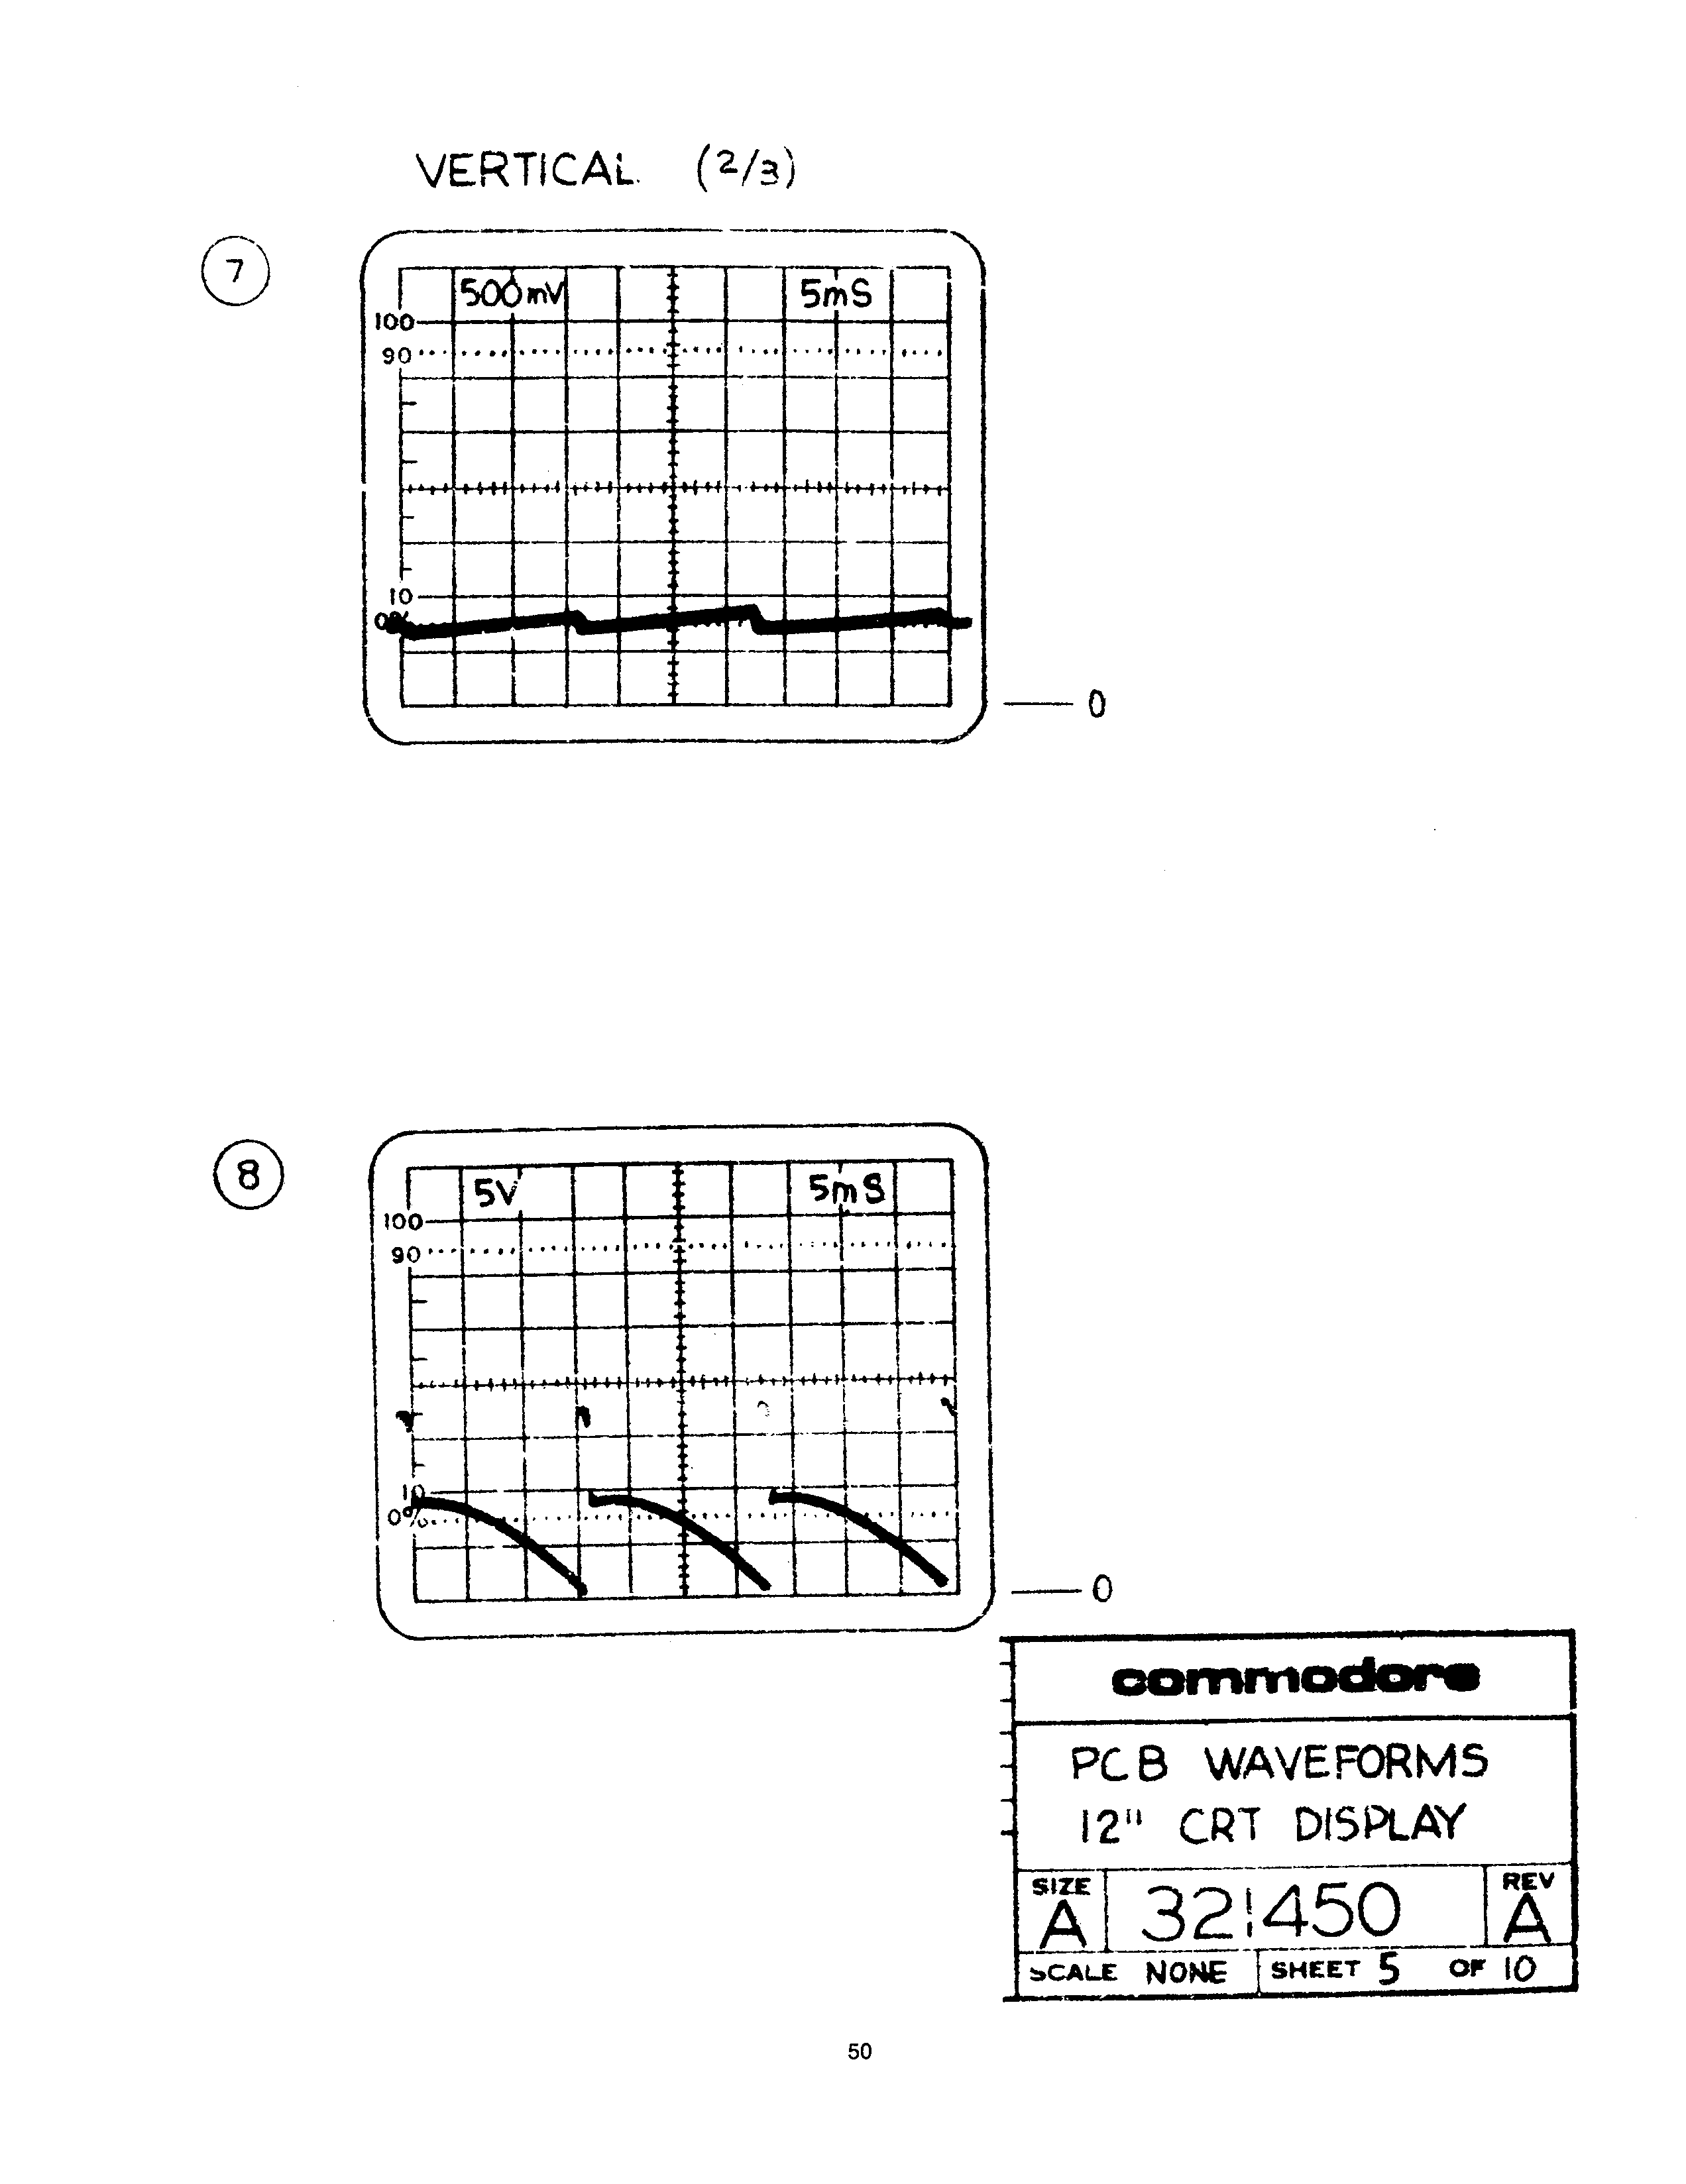 VERTICAL (2/3)
7
500mV 5mS
100
90
10
0%
0
8
5V 5mS
100
90
10
0%
0
commodore
PCB WAVEFORMS
12" CRT DISPLAY
SIZE A 321450 REV A
SCALE NONE SHEET 5 OF 10
50